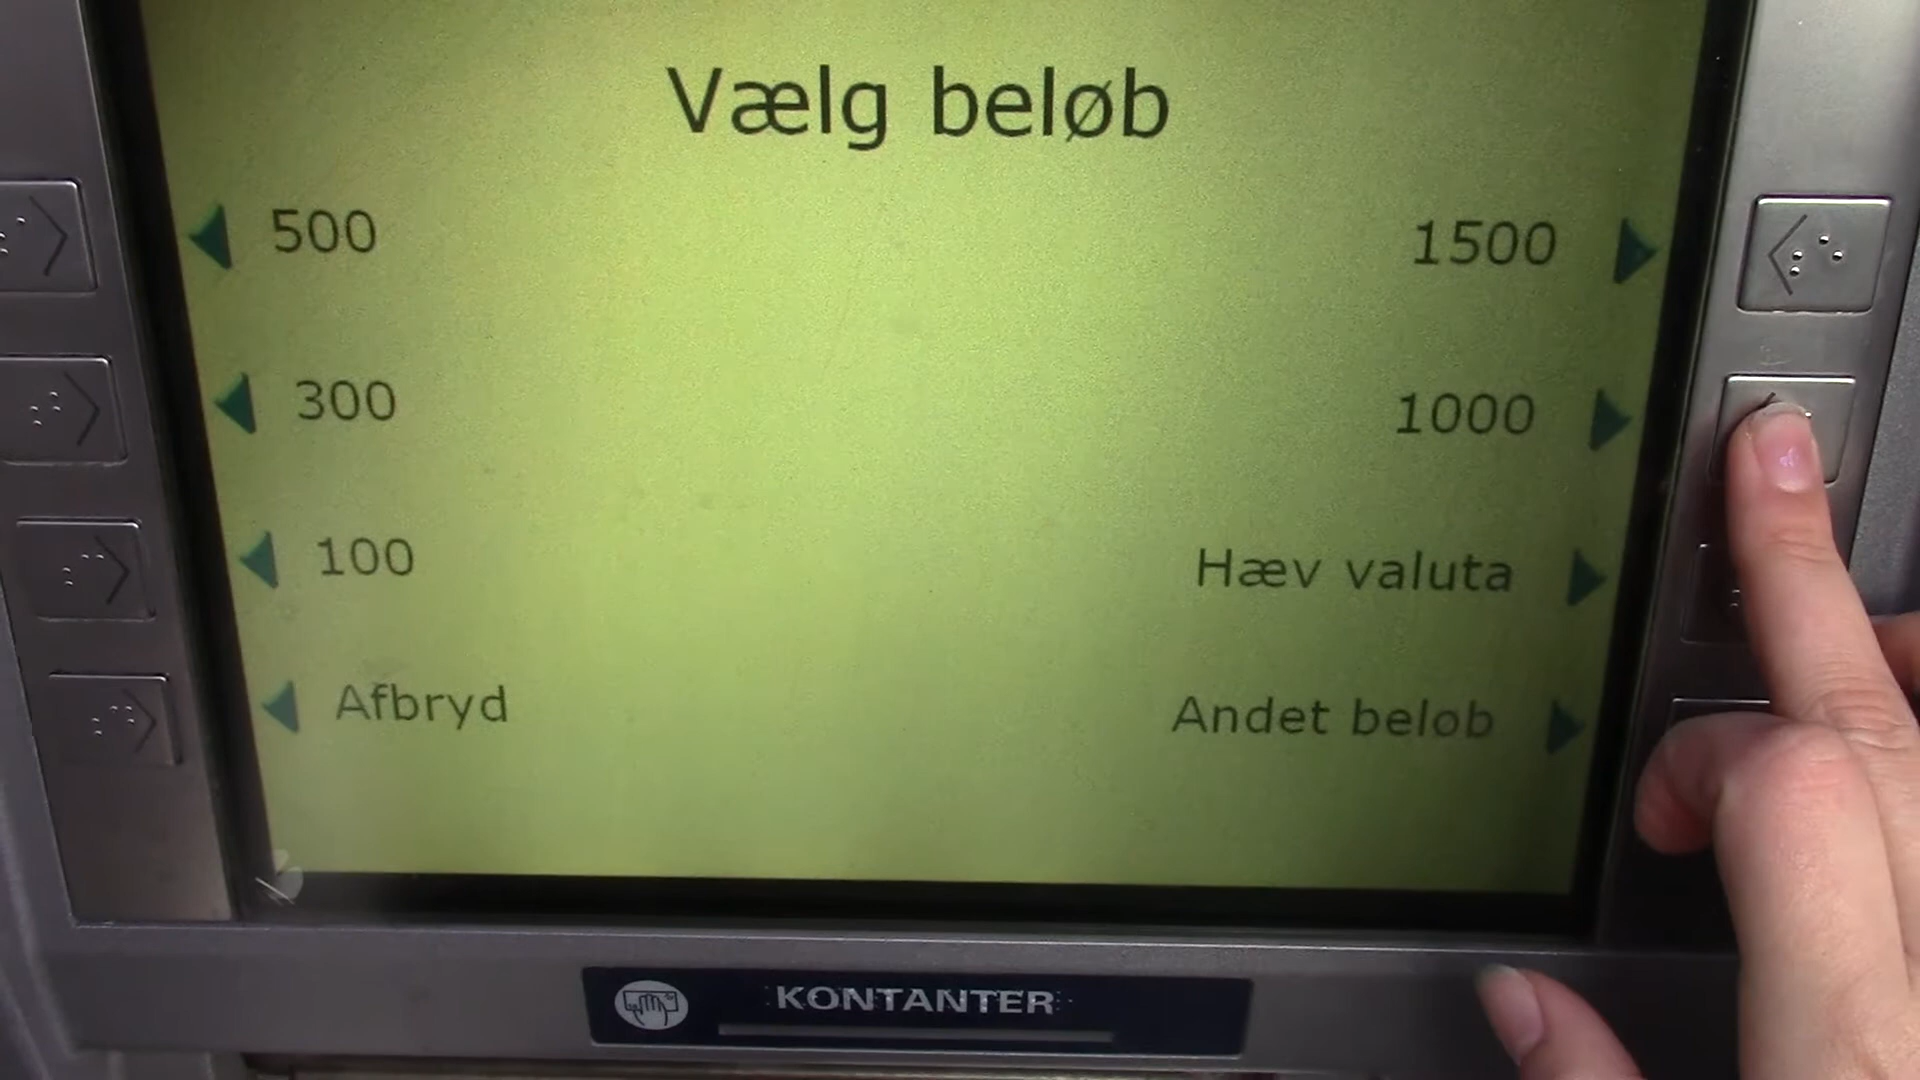 Vælg beløb
500
1500
300
1000
100
Hæv valuta
Afbryd
Andet belob
KONTANTER